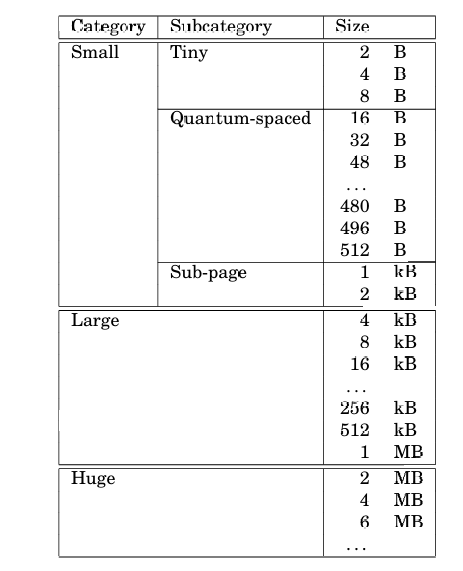 Category Subcategory Size
Small Tiny 2 B
4 B
8 B
Quantum-spaced 16 B
32 B
48 B
...
480 B
496 B
512 B
Sub-page 1 kB
2 kB
Large 4 kB
8 kB
16 kB
...
256 kB
512 kB
1 MB
Huge 2 MB
4 MB
6 MB
...